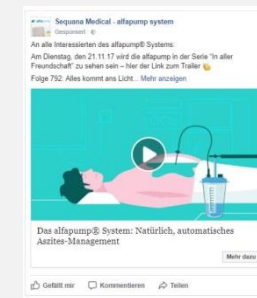 Sequana Medical - alfapump system
Gesponsert
An alle Interessierten des alfapump® Systems:
Am Dienstag, den 21.11.17 wird die alfapump in der Serie "In aller
Freundschaft" zu sehen sein – hier der Link zum Trailer
Folge 792: Alles kommt ans Licht... Mehr anzeigen
Das alfapump® System: Natürlich, automatisches
Aszites-Management
Mehr dazu
Gefällt mir Kommentieren Teilen